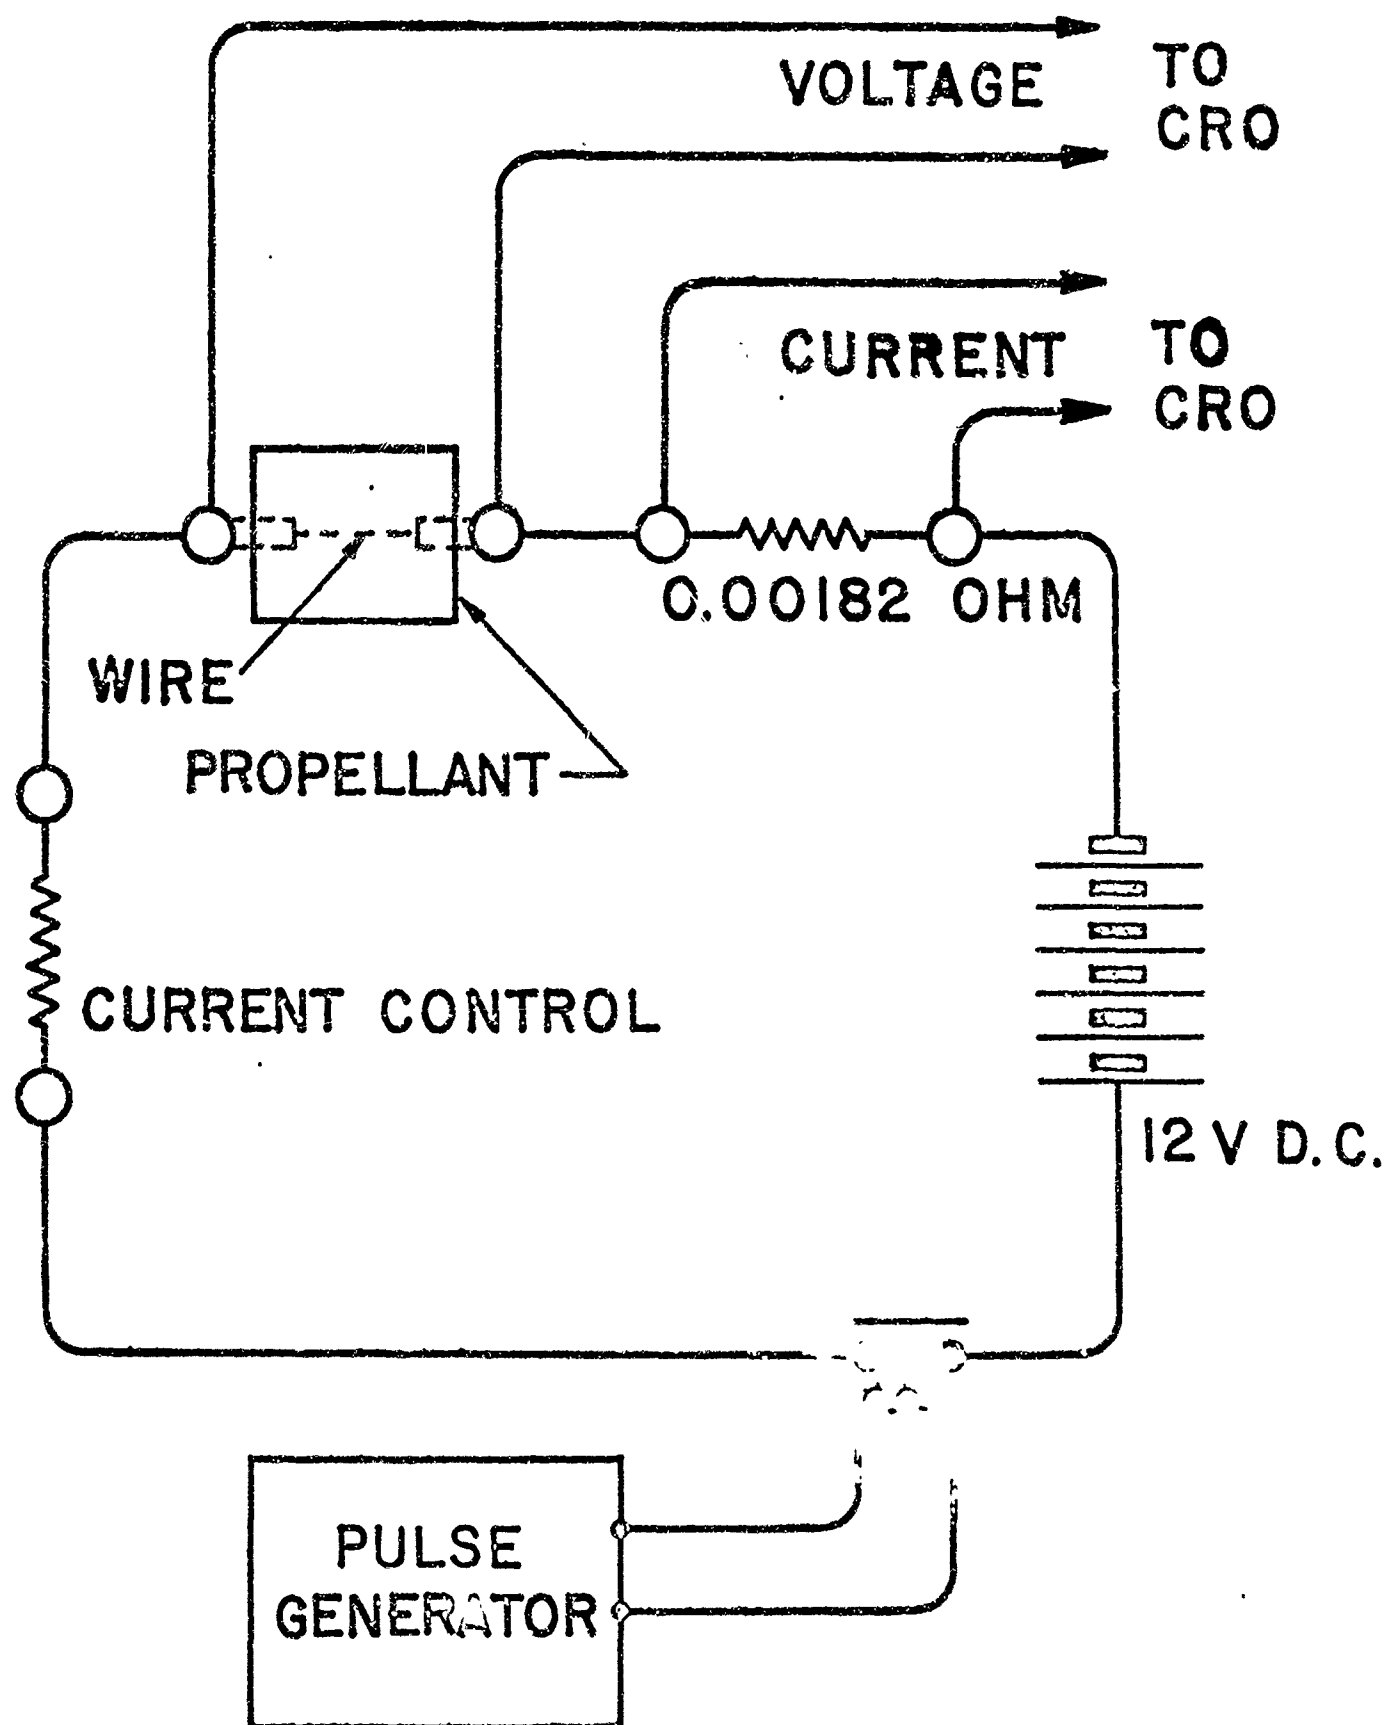 VOLTAGE
TO
CRO
CURRENT
TO
CRO
0.00182 OHM
WIRE
PROPELLANT
CURRENT CONTROL
12 V D.C.
PULSE
GENERATOR